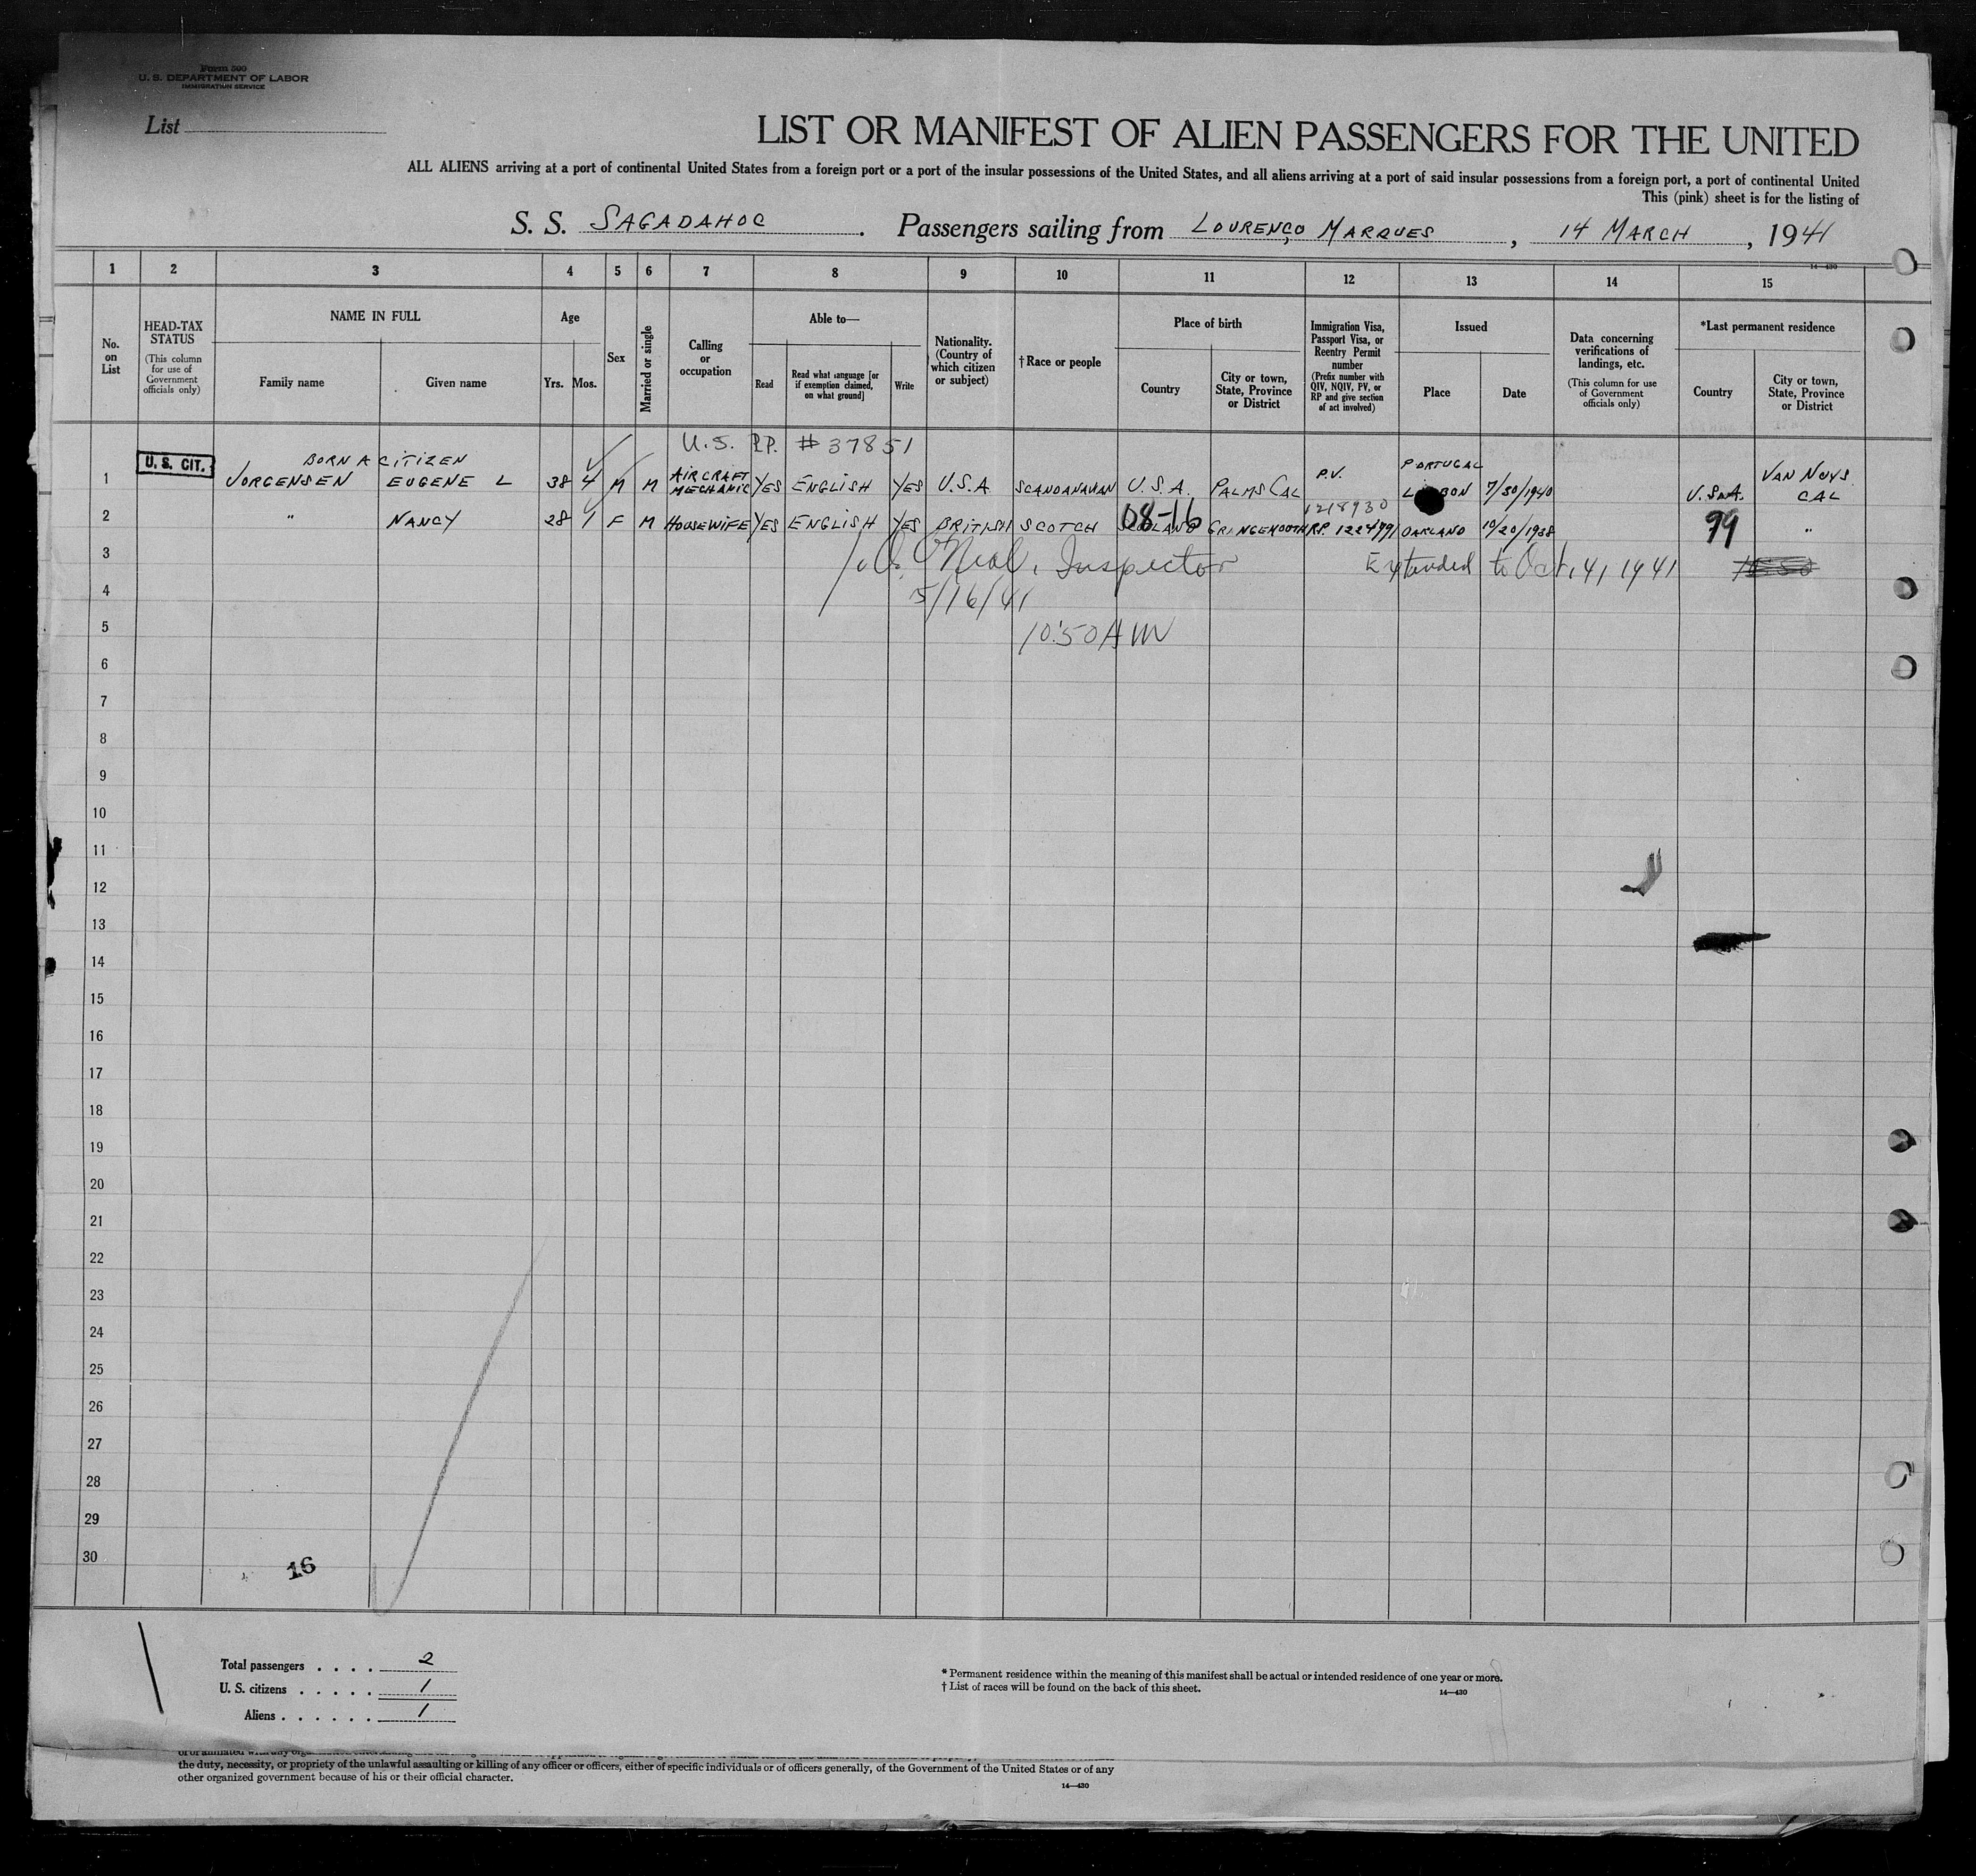 Form 500
U. S. DEPARTMENT OF LABOR
IMMIGRATION SERVICE
List
LIST OR MANIFEST OF ALIEN PASSENGERS FOR THE UNITED
ALL ALIENS arriving at a port of continental United States from a foreign port or a port of the insular possessions of the United States, and all aliens arriving at a port of said insular possessions from a foreign port, a port of continental United
This (pink) sheet is for the listing of
S. S. SAGADAHOC. Passengers sailing from LOURENÇO MARQUES, 14 MARCH, 1941
14—430
1 2 3 4 5 6 7 8 9 10 11 12 13 14 15
No. on List
HEAD-TAX STATUS
(This column for use of Government officials only)
NAME IN FULL
Family name
Given name
Age
Yrs. Mos.
Sex
Married or single
Calling or occupation
Able to—
Read
Read what language [or if exemption claimed, on what ground]
Write
Nationality. (Country of which citizen or subject)
†Race or people
Place of birth
Country
City or town, State, Province or District
Immigration Visa, Passport Visa, or Reentry Permit number
(Prefix number with QIV, NQIV, PV, or RP and give section of act involved)
Issued
Place
Date
Data concerning verifications of landings, etc.
(This column for use of Government officials only)
*Last permanent residence
Country
City or town, State, Province or District
U.S. P.P. # 37851
BORN A CITIZEN
1 U. S. CIT. JORGENSEN EUGENE L 38 4 M M AIRCRAFT MECHANIC YES ENGLISH YES U.S.A. SCANDANAVIAN U.S.A. PALMS CAL P.V. 1218930 PORTUGAL 7/30/1940 U.S.A. VAN NUYS CAL
2 " NANCY 28 1 F M HOUSEWIFE YES ENGLISH YES BRITISH SCOTCH 08-16 R.P. 1224791 OAKLAND 10/20/1938 99 "
3 O'Neal, Inspector Extended to Oct, 1941
4 5/16/41
5 10:50 AM
6
7
8
9
10
11
12
13
14
15
16
17
18
19
20
21
22
23
24
25
26
27
28
29
30
16
Total passengers . . . . 2
U. S. citizens . . . . . 1
Aliens . . . . . . 1
* Permanent residence within the meaning of this manifest shall be actual or intended residence of one year or more.
† List of races will be found on the back of this sheet.
14—430
the duty, necessity, or propriety of the unlawful assaulting or killing of any officer or officers, either of specific individuals or of officers generally, of the Government of the United States or of any
other organized government because of his or their official character.
14—430